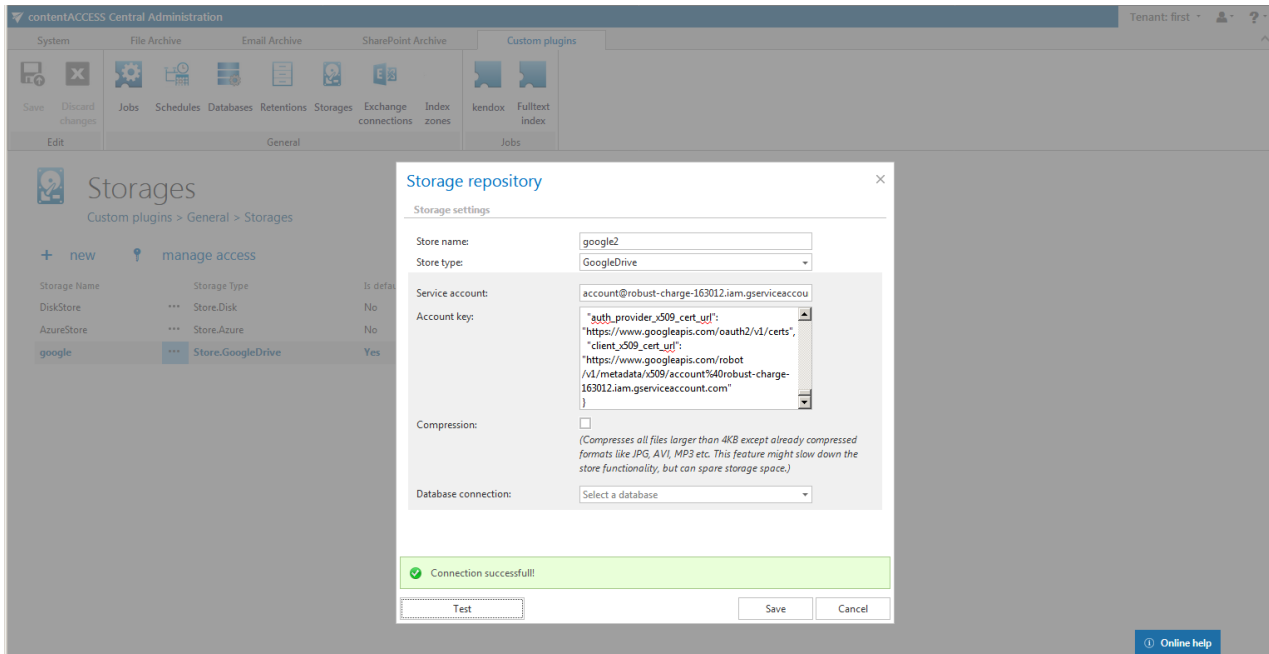 contentACCESS Central Administration
Tenant: first
?
System File Archive Email Archive SharePoint Archive Custom plugins
Save Discard changes Jobs Schedules Databases Retentions Storages Exchange connections Index zones kendox Fulltext index
Edit General Jobs
Storages
Custom plugins > General > Storages
+ new manage access
Storage Name Storage Type Is defau
DiskStore ••• Store.Disk No
AzureStore ••• Store.Azure No
google ••• Store.GoogleDrive Yes
Storage repository
Storage settings
Store name: google2
Store type: GoogleDrive
Service account: account@robust-charge-163012.iam.gserviceaccou
Account key:
"auth_provider_x509_cert_url":
"https://www.googleapis.com/oauth2/v1/certs",
"client_x509_cert_url":
"https://www.googleapis.com/robot
/v1/metadata/x509/account%40robust-charge-
163012.iam.gserviceaccount.com"
}
Compression:
(Compresses all files larger than 4KB except already compressed
formats like JPG, AVI, MP3 etc. This feature might slow down the
store functionality, but can spare storage space.)
Database connection: Select a database
Connection successfull!
Test Save Cancel
Online help